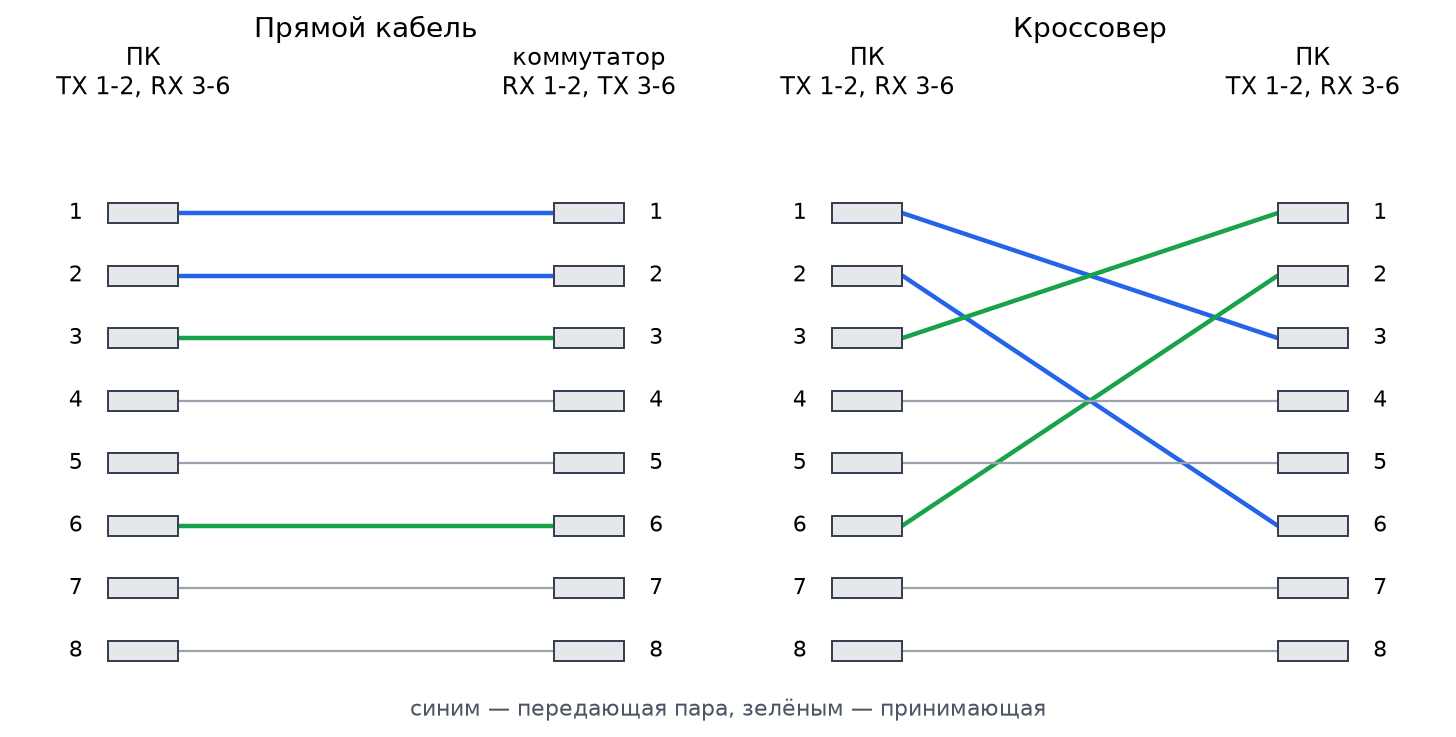 Прямой кабель
ПК
TX 1-2, RX 3-6
коммутатор
RX 1-2, TX 3-6
1 1
2 2
3 3
4 4
5 5
6 6
7 7
8 8
Кроссовер
ПК
TX 1-2, RX 3-6
ПК
TX 1-2, RX 3-6
1 1
2 2
3 3
4 4
5 5
6 6
7 7
8 8
синим — передающая пара, зелёным — принимающая